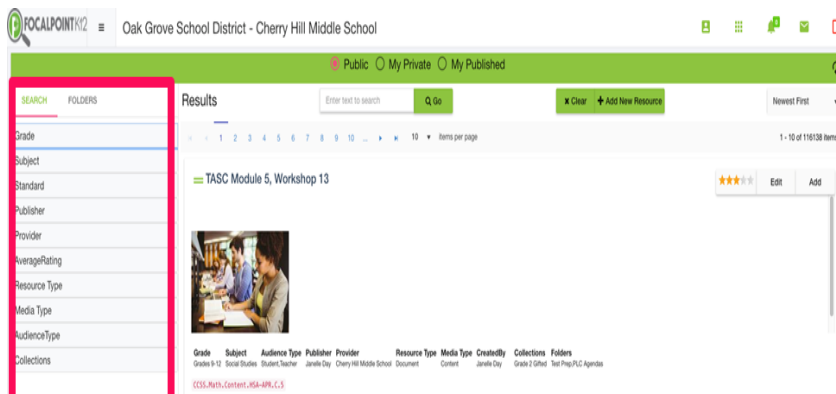 FOCALPOINTK12
Oak Grove School District - Cherry Hill Middle School
Public My Private My Published
SEARCH FOLDERS
Grade
Subject
Standard
Publisher
Provider
AverageRating
Resource Type
Media Type
AudienceType
Collections
Results
Enter text to search
Go
x Clear + Add New Resource
Newest First
1 2 3 4 5 6 7 8 9 10 ... 10 items per page
1 - 10 of 116138 items
TASC Module 5, Workshop 13
Edit Add
Grade Subject Audience Type Publisher Provider Resource Type Media Type CreatedBy Collections Folders
Grades 9-12 Social Studies Student,Teacher Janelle Day Cherry Hill Middle School Document Content Janelle Day Grade 2 Gifted Test Prep,PLC Agendas
CCSS.Math.Content.HSA-APR.C.5